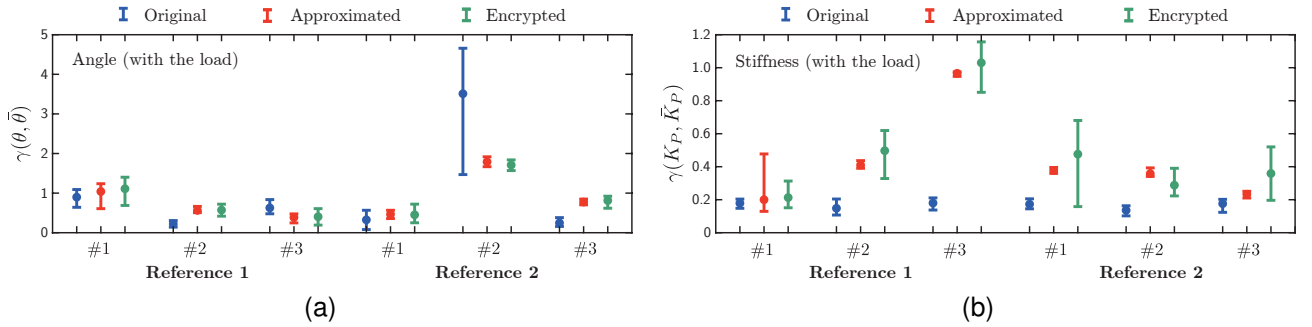 Original Approximated Encrypted
5
4
3
2
1
0
γ(θ, θ̄)
Angle (with the load)
#1 #2 #3 #1 #2 #3
Reference 1 Reference 2
(a)
Original Approximated Encrypted
1.2
1.0
0.8
0.6
0.4
0.2
0
γ(K_P, K̄_P)
Stiffness (with the load)
#1 #2 #3 #1 #2 #3
Reference 1 Reference 2
(b)